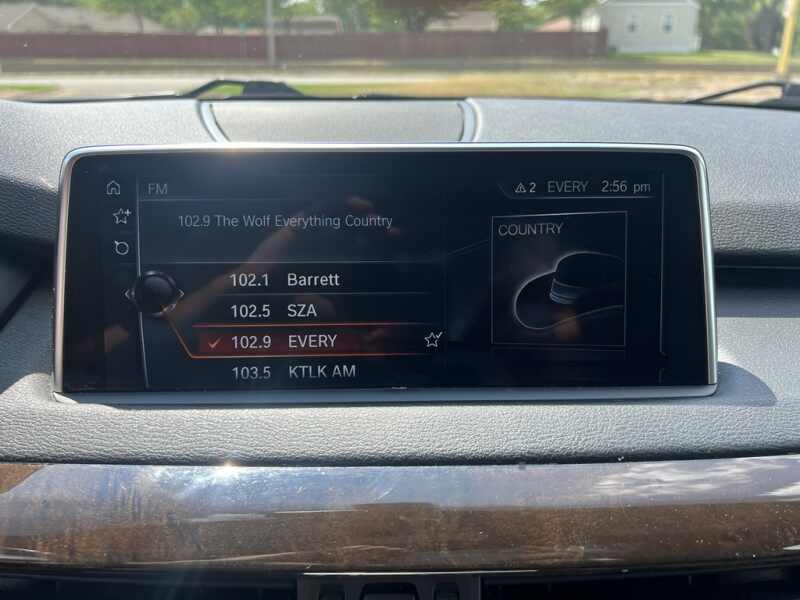 FM
2 EVERY 2:56 pm
102.9 The Wolf Everything Country
COUNTRY
102.1 Barrett
102.5 SZA
102.9 EVERY
103.5 KTLK AM